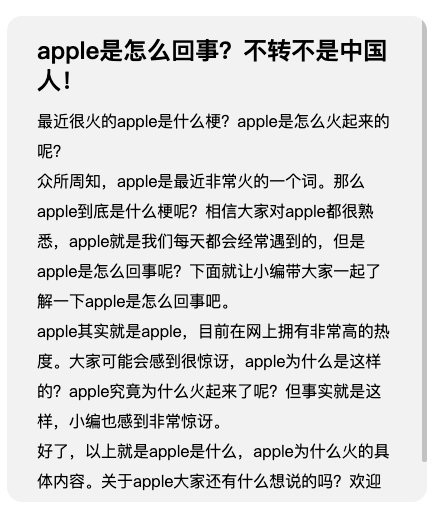 apple是怎么回事？不转不是中国
人！
最近很火的apple是什么梗？apple是怎么火起来的
呢？
众所周知，apple是最近非常火的一个词。那么
apple到底是什么梗呢？相信大家对apple都很熟
悉，apple就是我们每天都会经常遇到的，但是
apple是怎么回事呢？下面就让小编带大家一起了
解一下apple是怎么回事吧。
apple其实就是apple，目前在网上拥有非常高的热
度。大家可能会感到很惊讶，apple为什么是这样
的？apple究竟为什么火起来了呢？但事实就是这
样，小编也感到非常惊讶。
好了，以上就是apple是什么，apple为什么火的具
体内容。关于apple大家还有什么想说的吗？欢迎